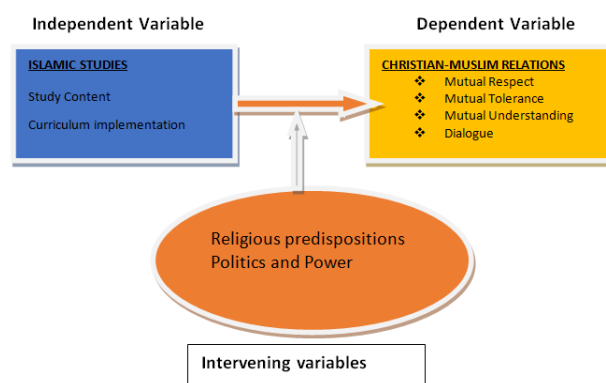 Independent Variable
Dependent Variable
ISLAMIC STUDIES
Study Content
Curriculum implementation
CHRISTIAN-MUSLIM RELATIONS
❖ Mutual Respect
❖ Mutual Tolerance
❖ Mutual Understanding
❖ Dialogue
Religious predispositions
Politics and Power
Intervening variables